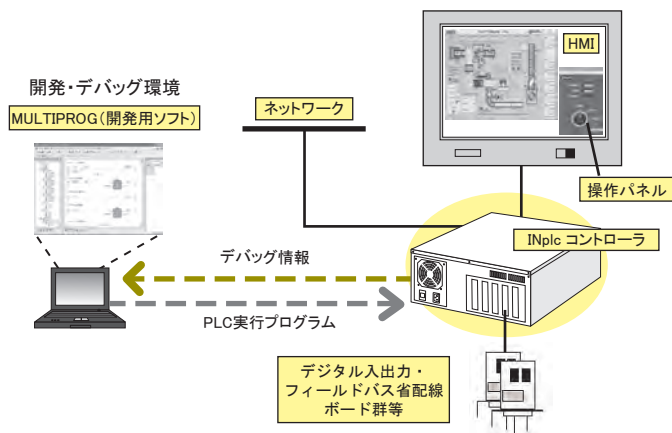 HMI
開発・デバッグ環境
MULTIPROG(開発用ソフト)
ネットワーク
操作パネル
INplc コントローラ
デバッグ情報
PLC実行プログラム
デジタル入出力・
フィールドバス省配線
ボード群等